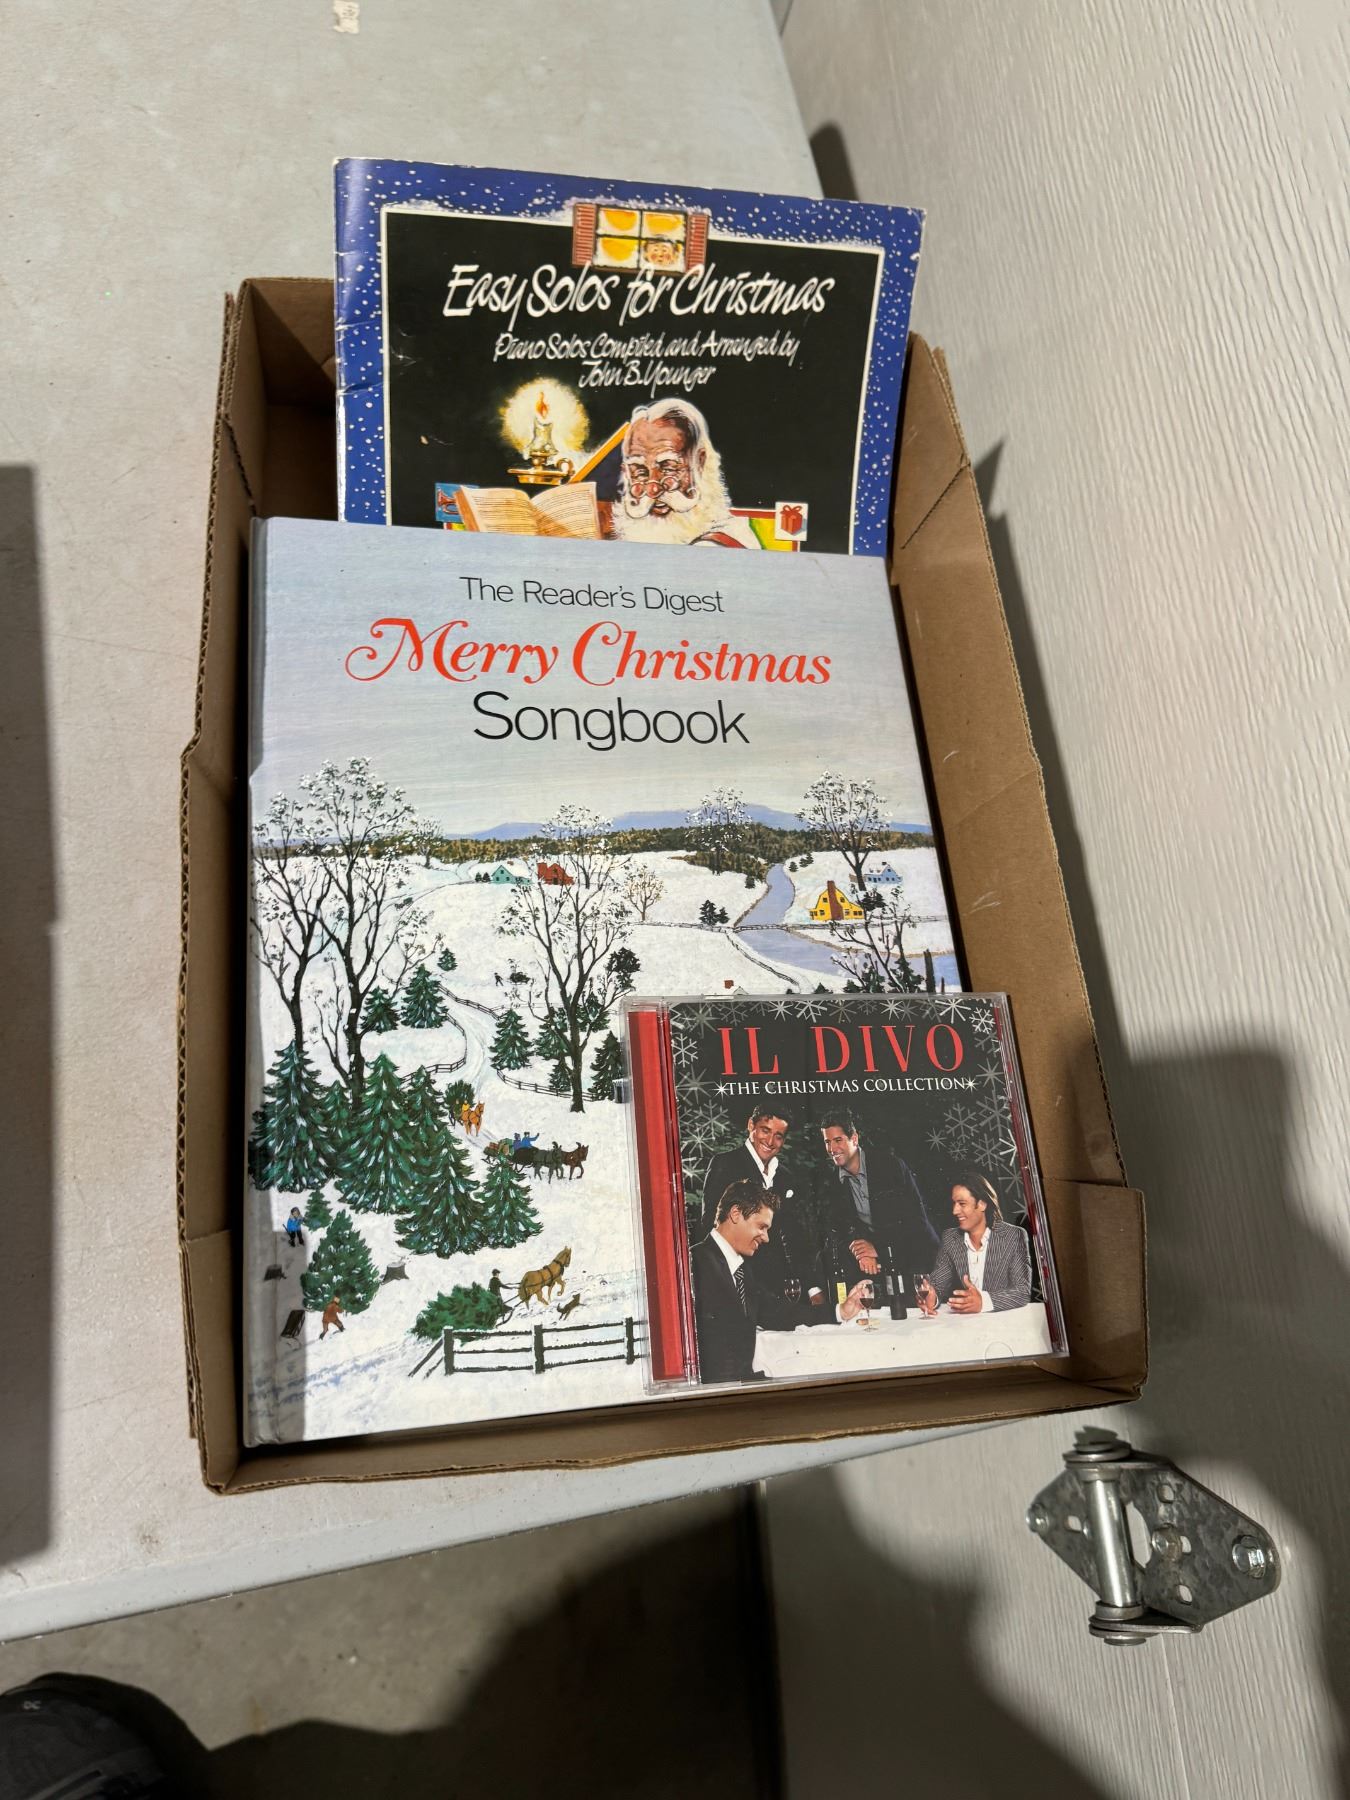 Easy Solos for Christmas
Piano Solos Compiled and Arranged by
John B. Younger
The Reader's Digest
Merry Christmas
Songbook
IL DIVO
THE CHRISTMAS COLLECTION